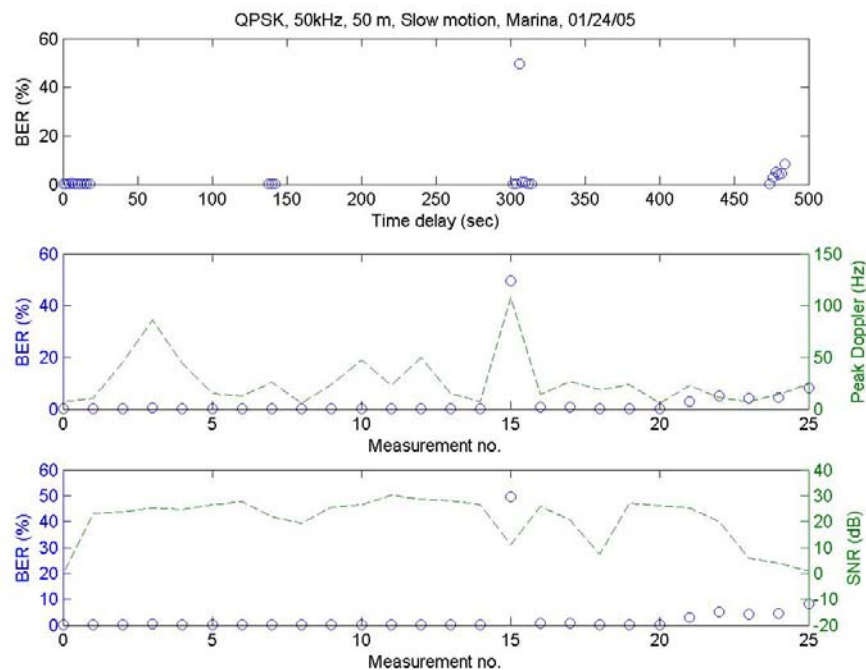 QPSK, 50kHz, 50 m, Slow motion, Marina, 01/24/05
60
40
20
0
BER (%)
0 50 100 150 200 250 300 350 400 450 500
Time delay (sec)
60
40
20
0
BER (%)
150
100
50
0
Peak Doppler (Hz)
0 5 10 15 20 25
Measurement no.
60
50
40
30
20
10
0
BER (%)
40
30
20
10
0
-10
-20
SNR (dB)
0 5 10 15 20 25
Measurement no.